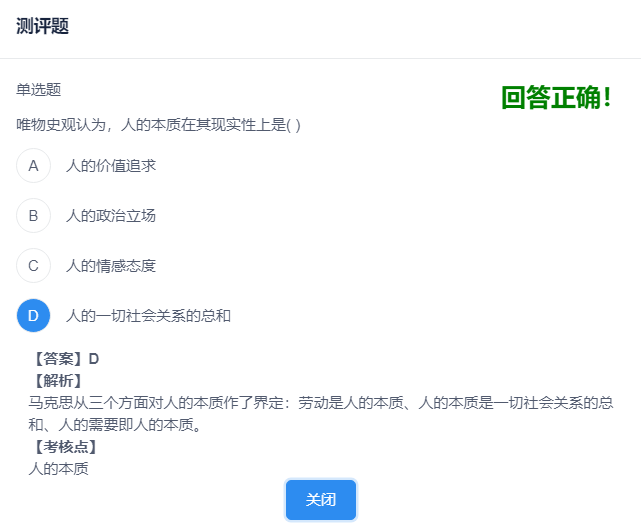 测评题
单选题
回答正确！
唯物史观认为，人的本质在其现实性上是( )
A 人的价值追求
B 人的政治立场
C 人的情感态度
D 人的一切社会关系的总和
【答案】D
【解析】
马克思从三个方面对人的本质作了界定：劳动是人的本质、人的本质是一切社会关系的总
和、人的需要即人的本质。
【考核点】
人的本质
关闭